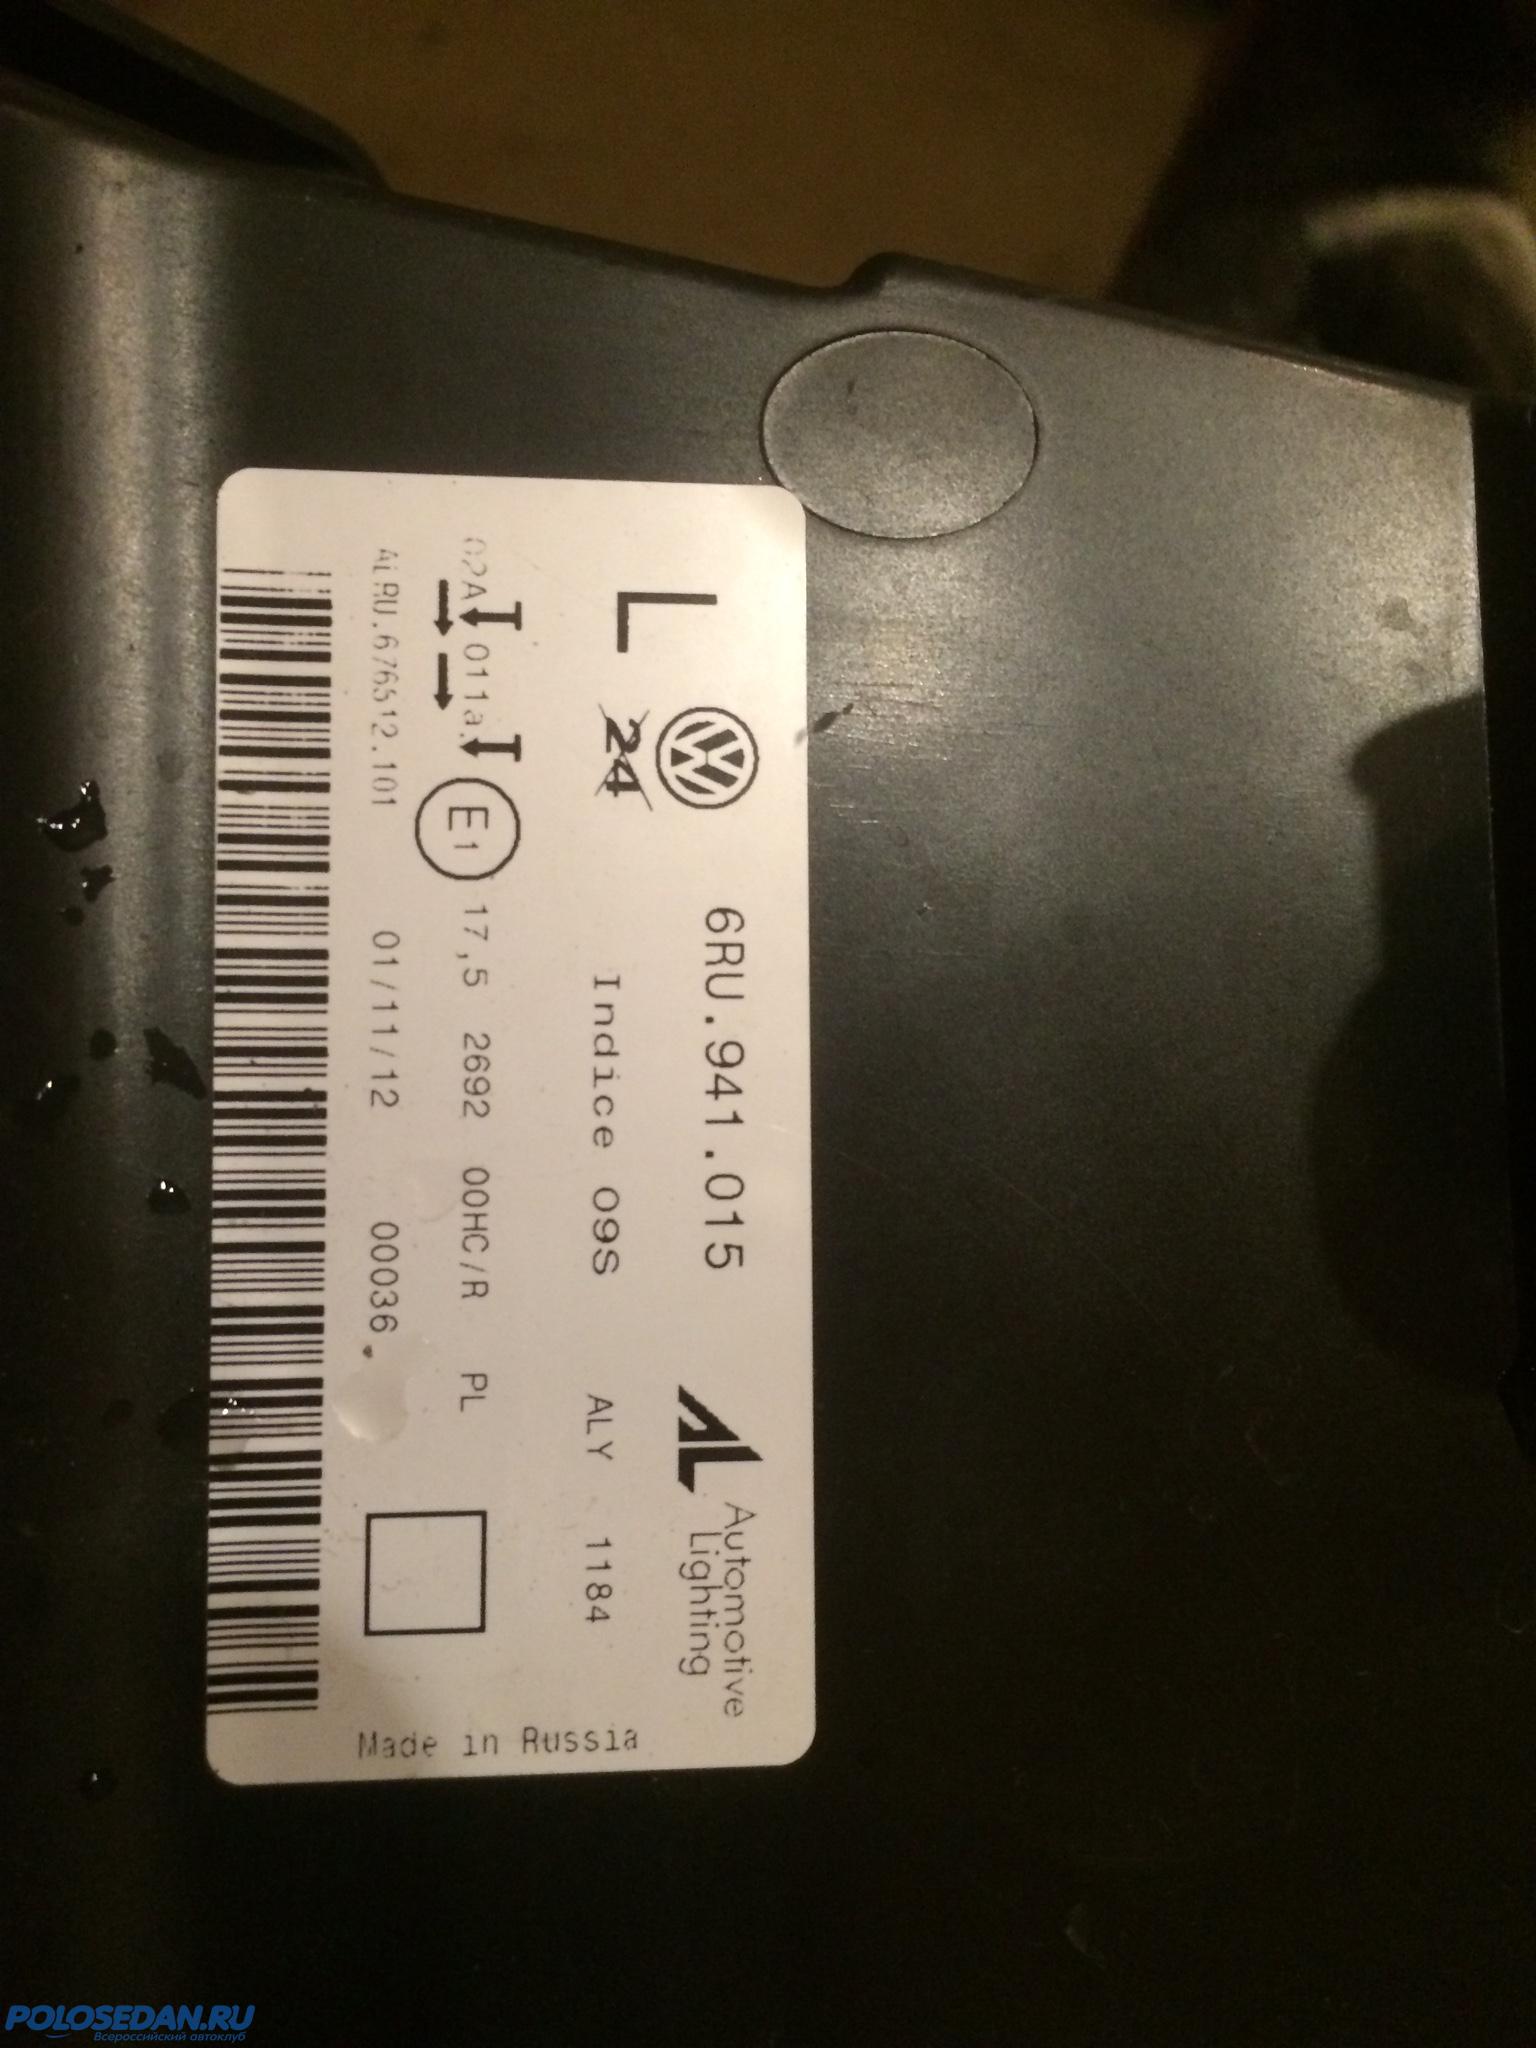 L 6RU.941.015 AL Automotive Lighting
24 Indice 09S ALY 1184
02A 011a. E1 17,5 2692 00HC/R PL
ALRU.676512.101 01/11/12 00036
Made in Russia
POLOSEDAN.RU
Всероссийский автоклуб